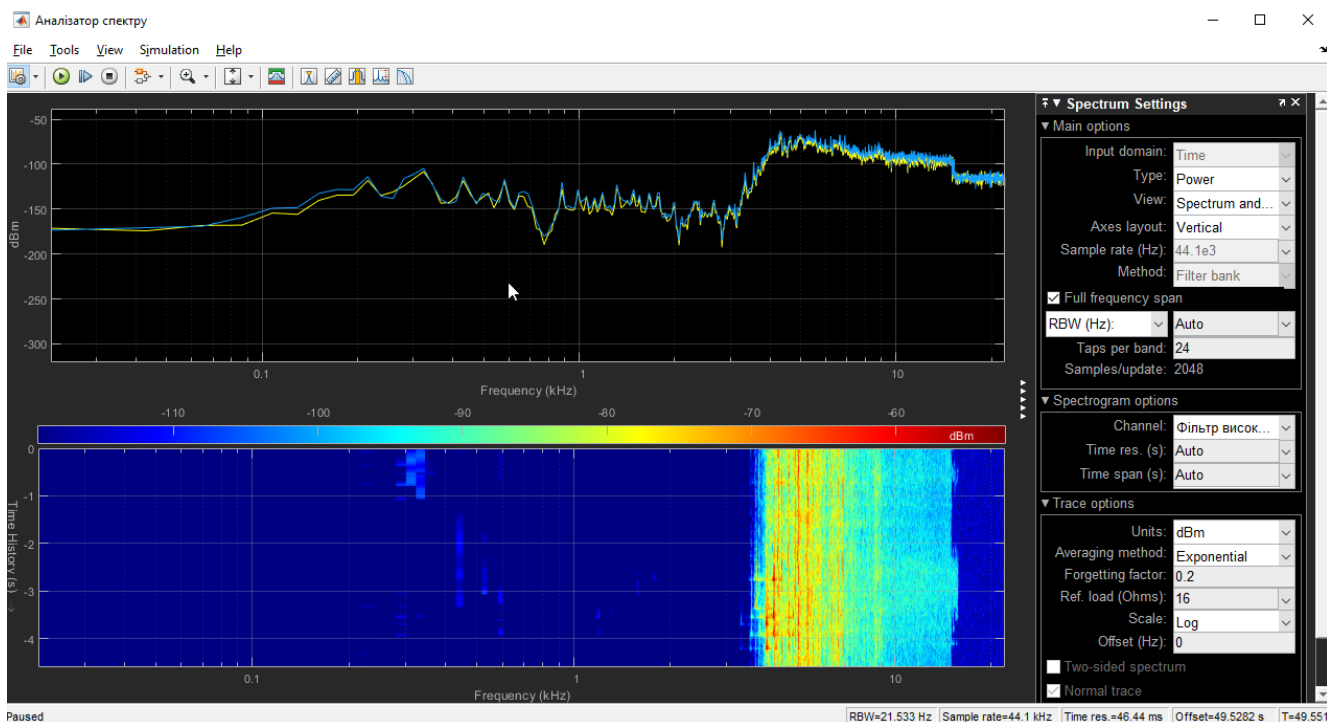 Аналізатор спектру
File Tools View Simulation Help
-50
-100
-150
-200
-250
-300
dBm
0.1 1 10
Frequency (kHz)
-110 -100 -90 -80 -70 -60
dBm
0
-1
-2
-3
-4
Time History (s)
0.1 1 10
Frequency (kHz)
Spectrum Settings
Main options
Input domain: Time
Type: Power
View: Spectrum and...
Axes layout: Vertical
Sample rate (Hz): 44.1e3
Method: Filter bank
Full frequency span
RBW (Hz): Auto
Taps per band: 24
Samples/update: 2048
Spectrogram options
Channel: Фільтр висок...
Time res. (s): Auto
Time span (s): Auto
Trace options
Units: dBm
Averaging method: Exponential
Forgetting factor: 0.2
Ref. load (Ohms): 16
Scale: Log
Offset (Hz): 0
Two-sided spectrum
Normal trace
Paused RBW=21.533 Hz Sample rate=44.1 kHz Time res.=46.44 ms Offset=49.5282 s T=49.551